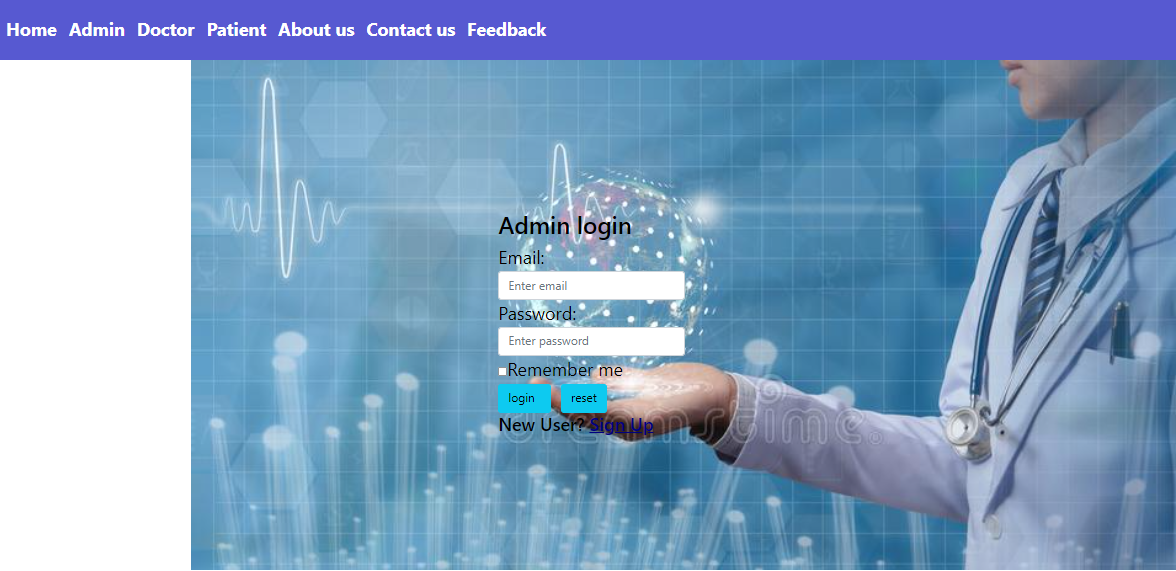 Home Admin Doctor Patient About us Contact us Feedback
Admin login
Email:
Enter email
Password:
Enter password
Remember me
login reset
New User? Sign Up
dreamstime.